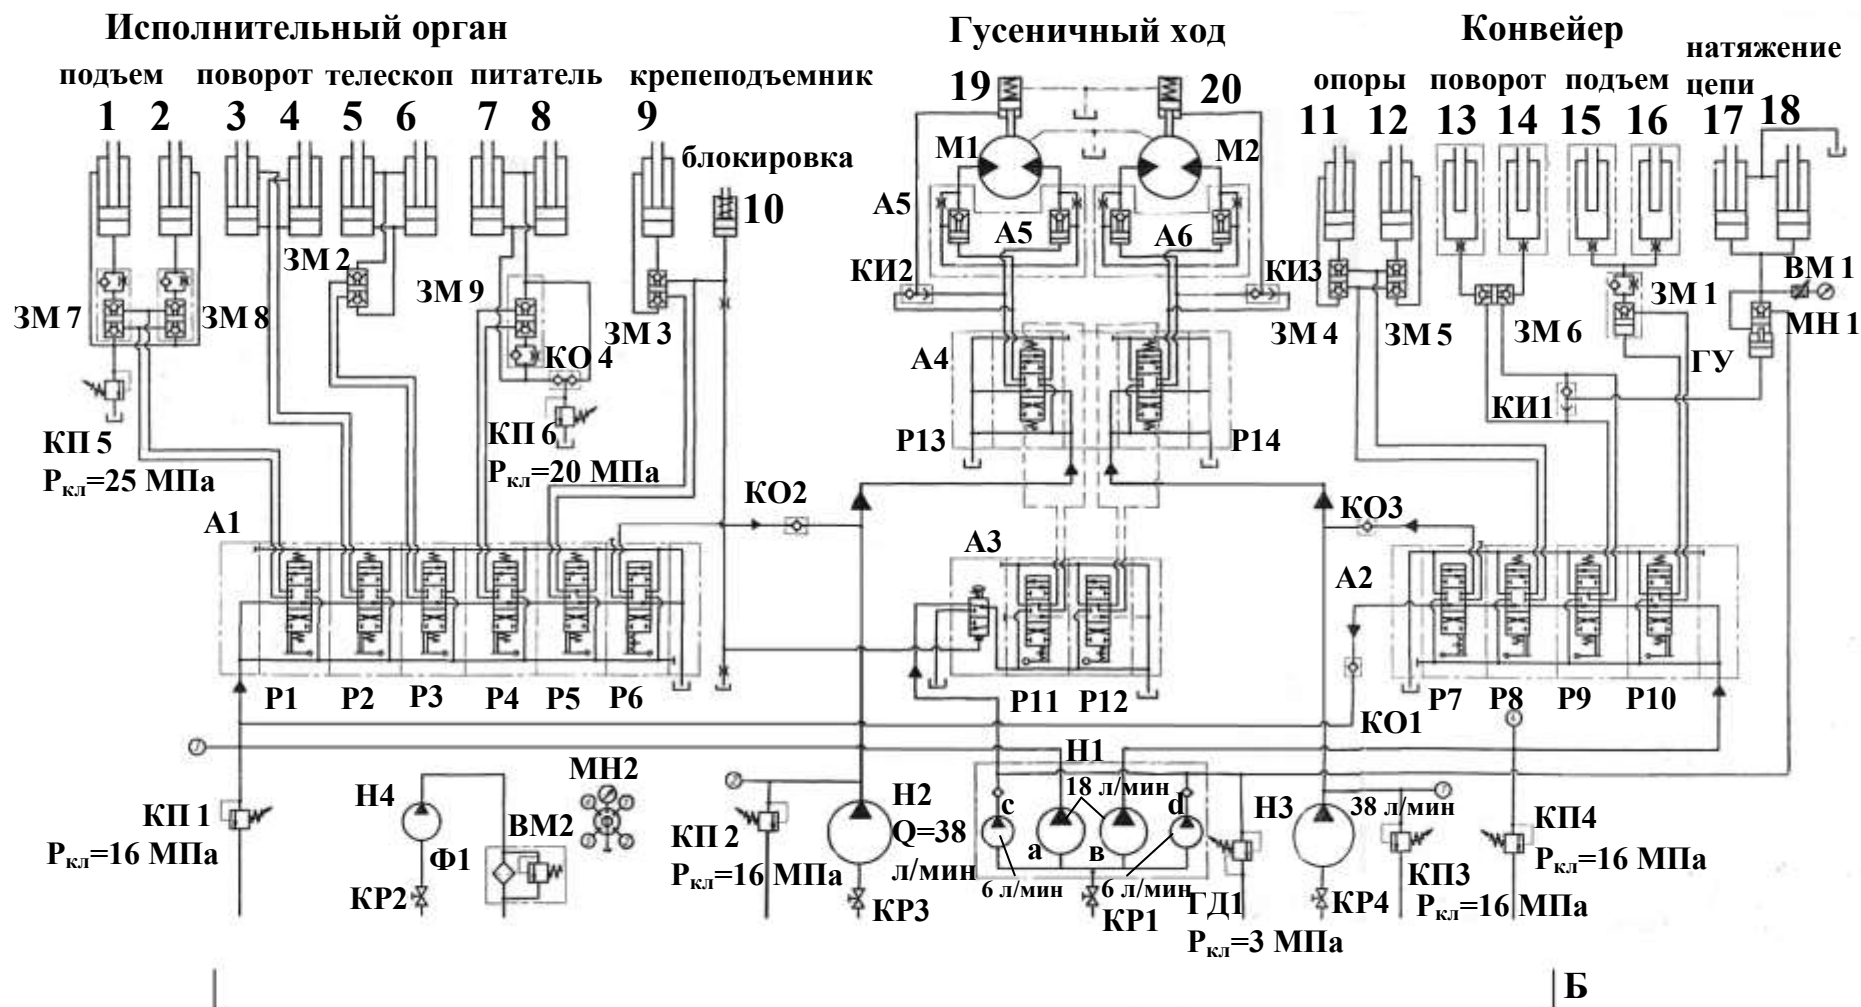 Исполнительный орган
Гусеничный ход
Конвейер
подъем
поворот
телескоп
питатель
крепеподъемник
опоры
поворот
подъем
натяжение
цепи
1
2
3
4
5
6
7
8
9
19
20
11
12
13
14
15
16
17
18
блокировка
10
М1
М2
А5
А5
А6
ЗМ 2
ЗМ 9
ЗМ 7
ЗМ 8
ЗМ 3
КИ2
КИ3
ЗМ 4
ЗМ 5
ЗМ 6
ЗМ 1
ВМ 1
МН 1
ГУ
КО 4
А4
КИ1
КП 5
Ркл=25 МПа
КП 6
Ркл=20 МПа
Р13
Р14
КО2
КО3
А1
А3
А2
Р1
Р2
Р3
Р4
Р5
Р6
Р11
Р12
Р7
Р8
Р9
Р10
КО1
Н1
КП 1
Ркл=16 МПа
Н4
КР2
Ф1
ВМ2
МН2
КП 2
Ркл=16 МПа
Н2
Q=38
л/мин
КР3
с
18 л/мин
d
а
в
6 л/мин
6 л/мин
КР1
ГД1
Ркл=3 МПа
Н3
38 л/мин
КР4
КП3
Ркл=16 МПа
КП4
Ркл=16 МПа
Б